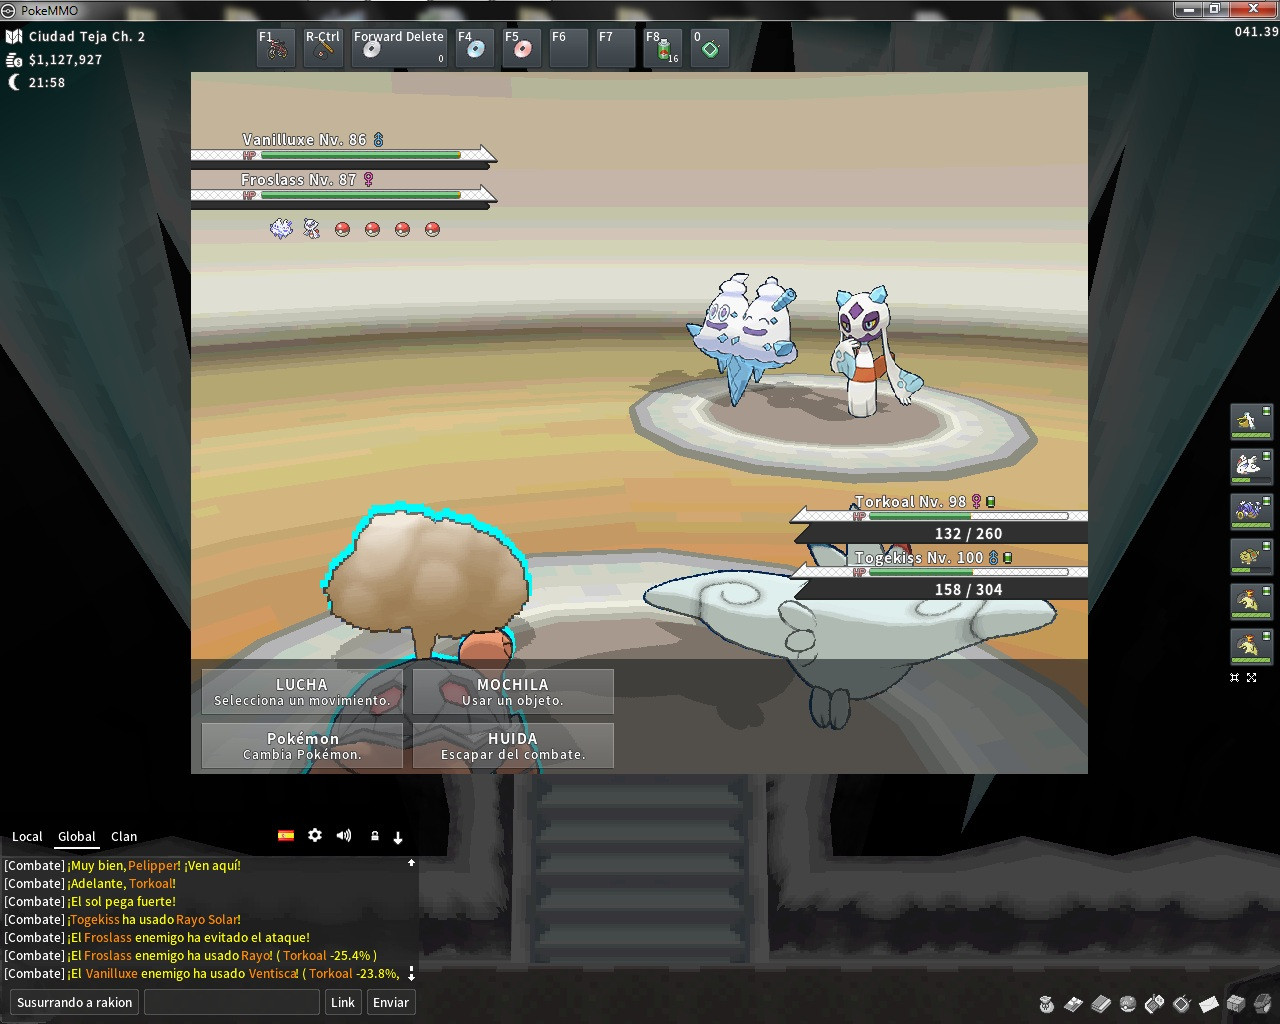 PokeMMO
Ciudad Teja Ch. 2
$1,127,927
21:58
F1
R-Ctrl
Forward Delete
0
F4
F5
F6
F7
F8
16
0
041.39
Vanilluxe Nv. 86
HP
Froslass Nv. 87
HP
Torkoal Nv. 98
HP
132 / 260
Togekiss Nv. 100
HP
158 / 304
LUCHA
Selecciona un movimiento.
MOCHILA
Usar un objeto.
Pokémon
Cambia Pokémon.
HUIDA
Escapar del combate.
Local Global Clan
[Combate] ¡Muy bien, Pelipper! ¡Ven aquí!
[Combate] ¡Adelante, Torkoal!
[Combate] ¡El sol pega fuerte!
[Combate] ¡Togekiss ha usado Rayo Solar!
[Combate] ¡El Froslass enemigo ha evitado el ataque!
[Combate] ¡El Froslass enemigo ha usado Rayo! ( Torkoal -25.4% )
[Combate] ¡El Vanilluxe enemigo ha usado Ventisca! ( Torkoal -23.8%,
Susurrando a rakion
Link
Enviar